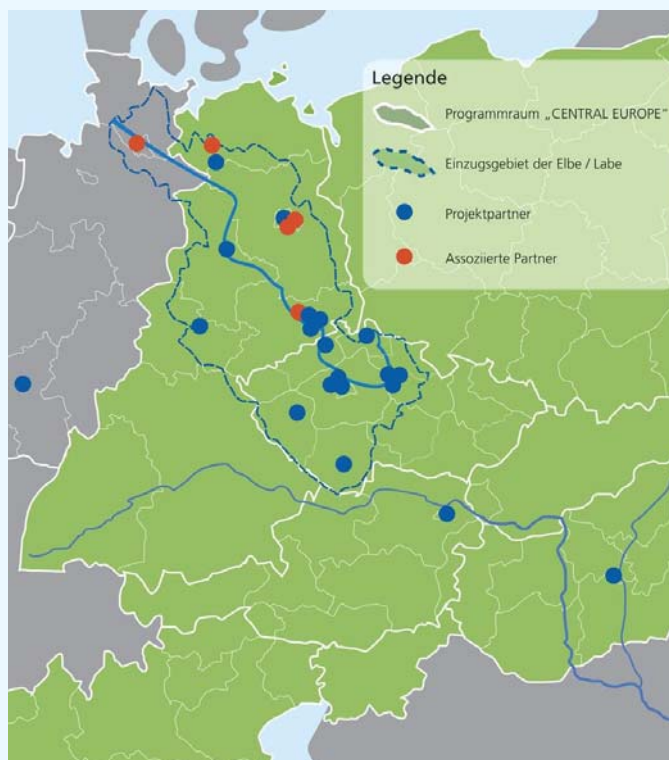 Legende
Programmraum „CENTRAL EUROPE"
Einzugsgebiet der Elbe / Labe
Projektpartner
Assoziierte Partner